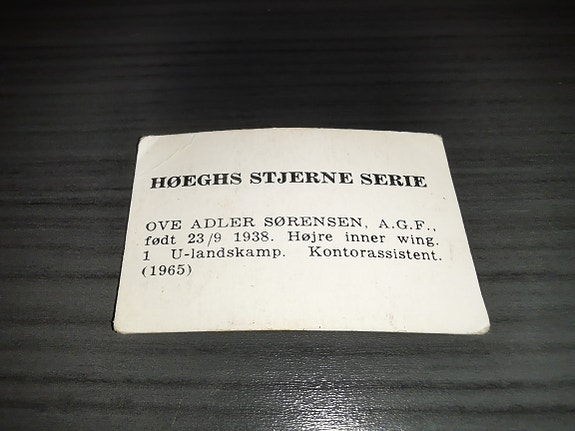 HØEGHS STJERNE SERIE
OVE ADLER SØRENSEN, A.G.F.,
født 23/9 1938. Højre inner wing.
1 U-landskamp. Kontorassistent.
(1965)